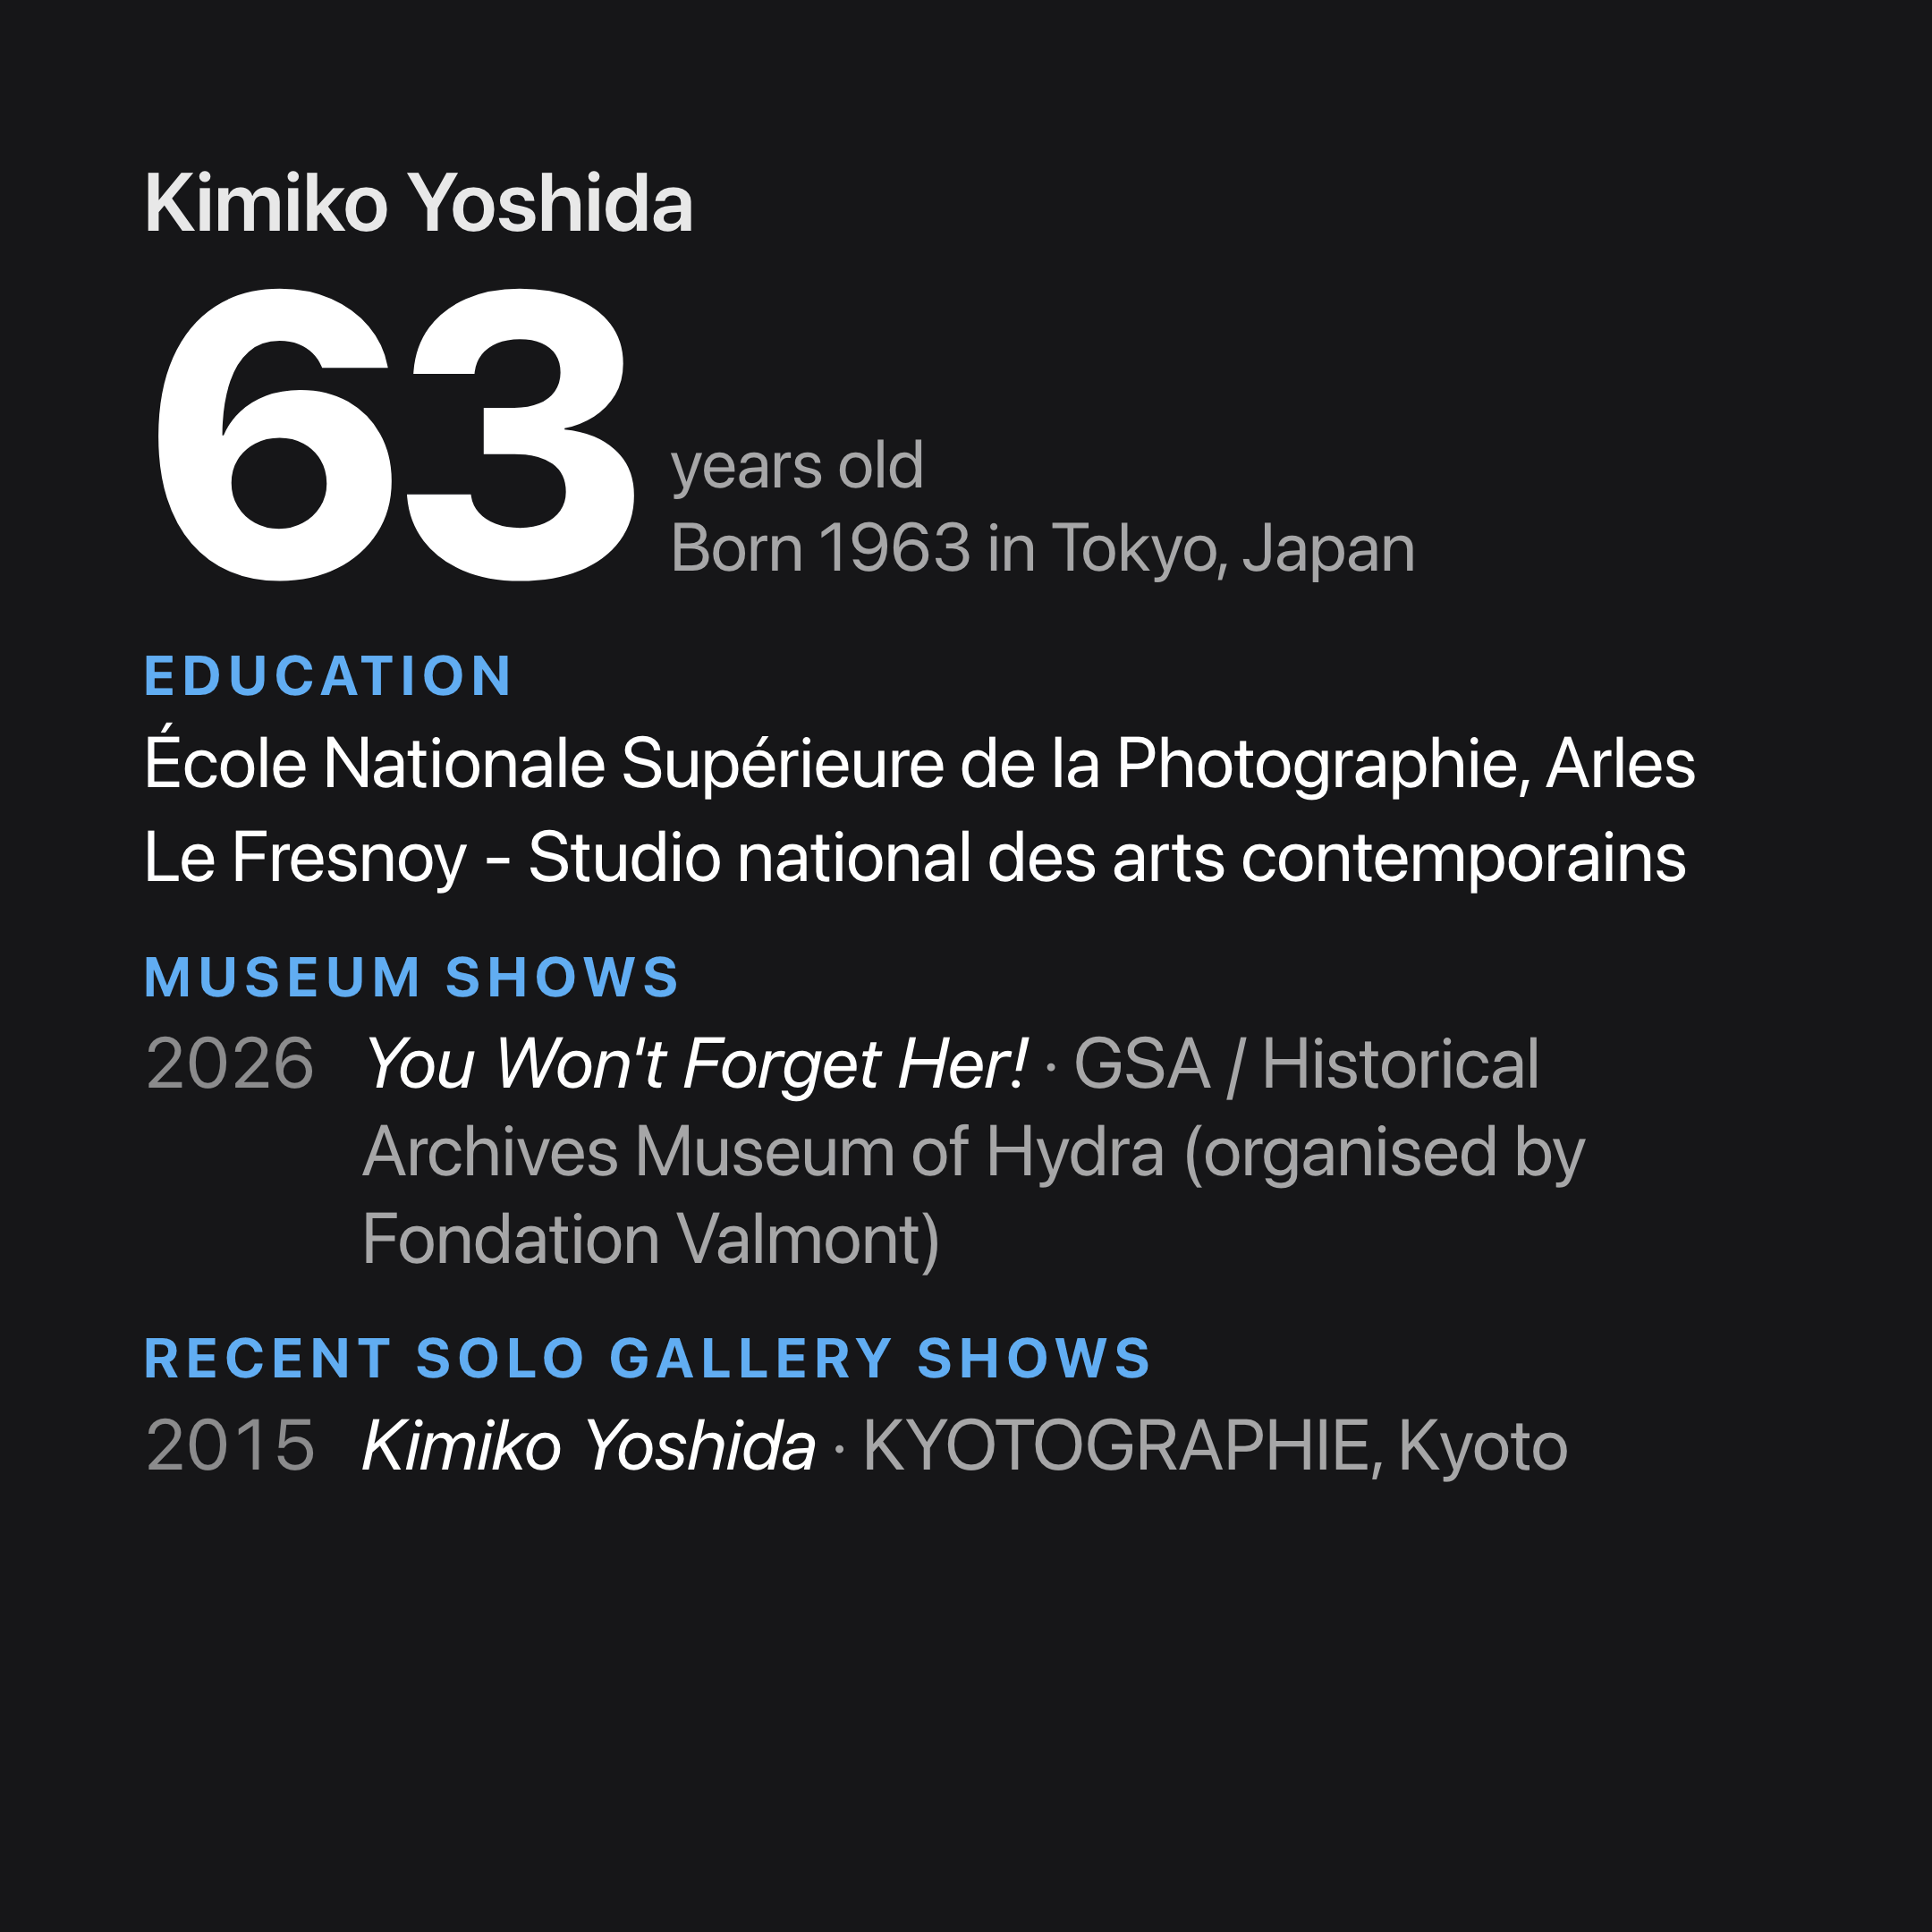 Kimiko Yoshida
63
years old
Born 1963 in Tokyo, Japan
EDUCATION
École Nationale Supérieure de la Photographie, Arles
Le Fresnoy - Studio national des arts contemporains
MUSEUM SHOWS
2026 You Won't Forget Her! · GSA / Historical
Archives Museum of Hydra (organised by
Fondation Valmont)
RECENT SOLO GALLERY SHOWS
2015 Kimiko Yoshida · KYOTOGRAPHIE, Kyoto